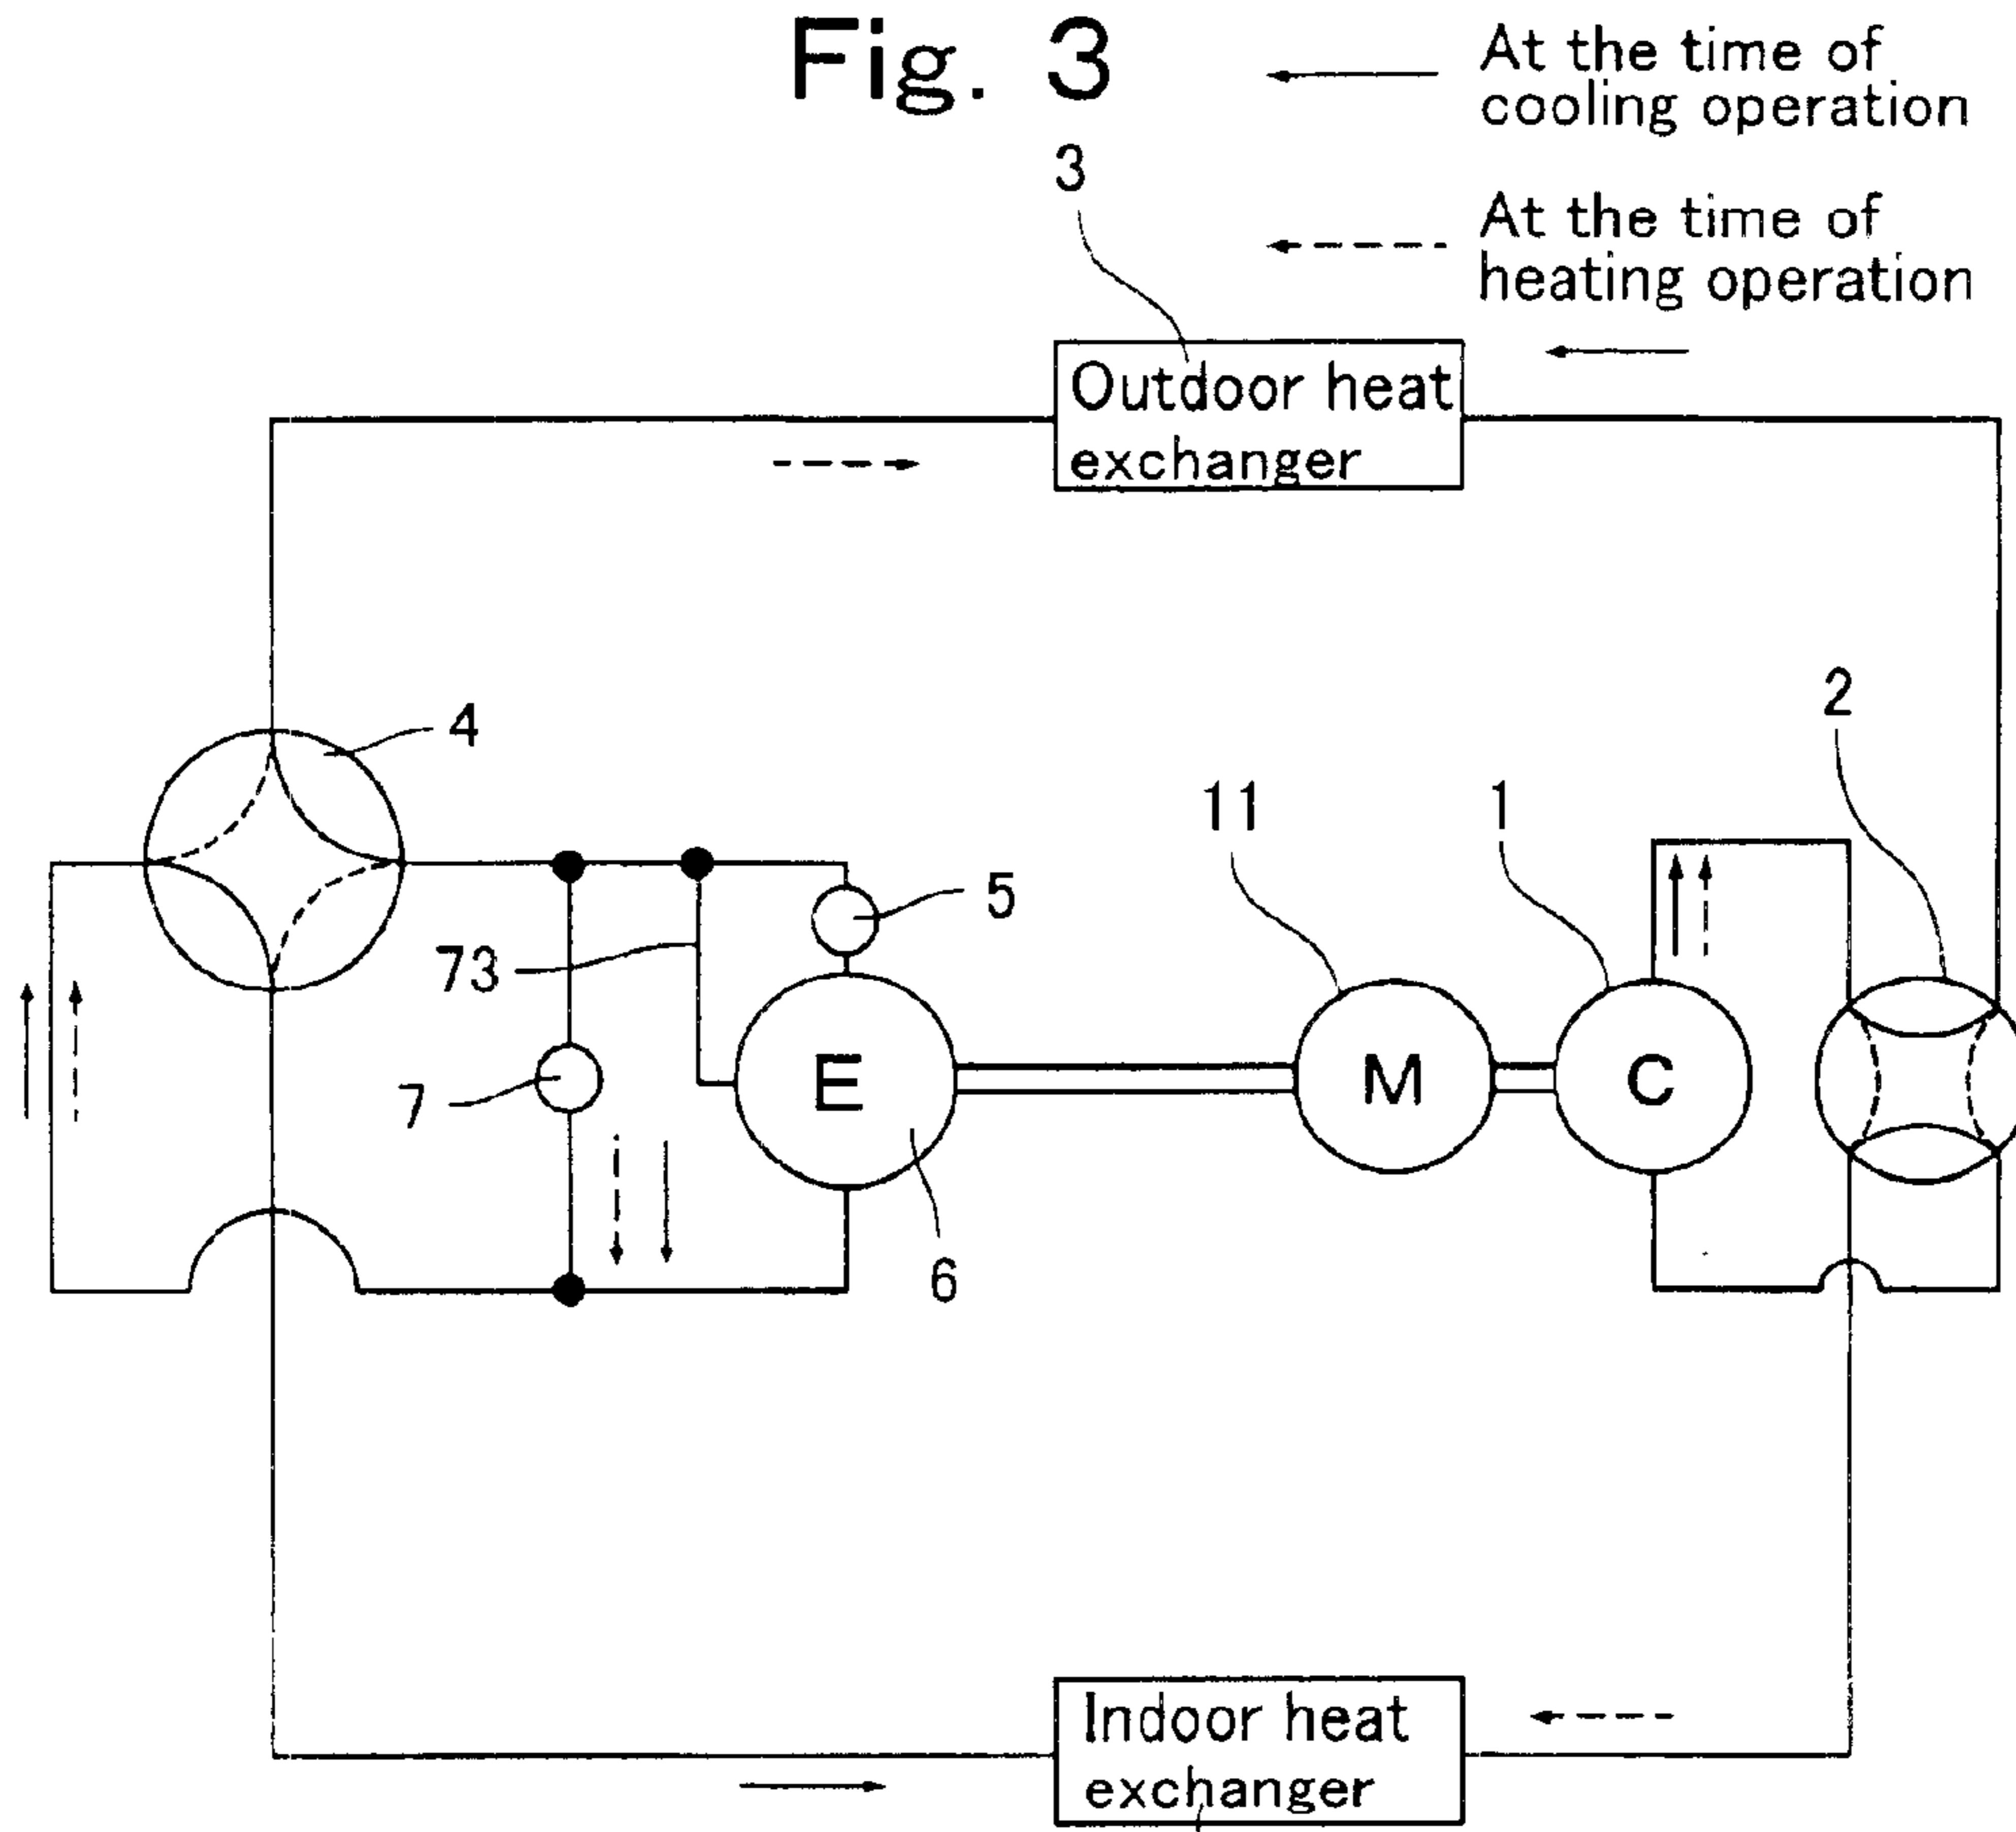 Fig. 3
At the time of
cooling operation
3
At the time of
heating operation
Outdoor heat
exchanger
2
4
11
1
5
73
E
M
C
7
6
Indoor heat
exchanger